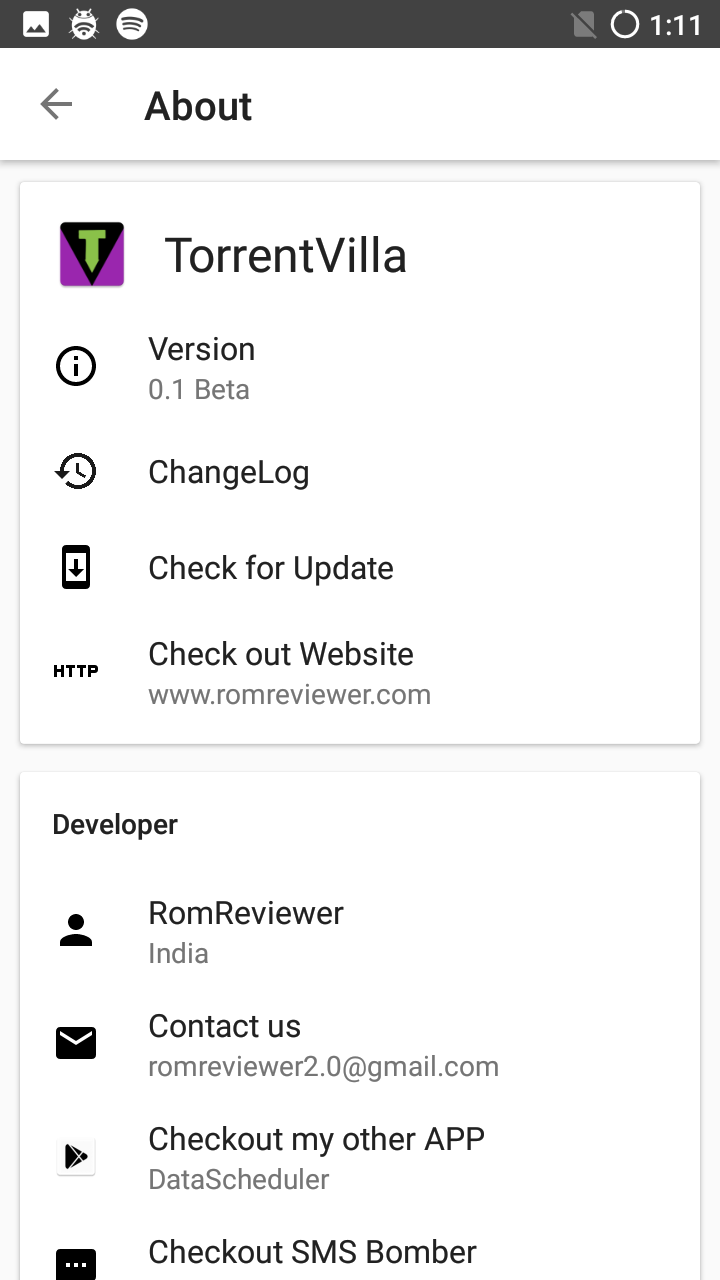 1:11
About
TorrentVilla
Version
0.1 Beta
ChangeLog
Check for Update
HTTP
Check out Website
www.romreviewer.com
Developer
RomReviewer
India
Contact us
romreviewer2.0@gmail.com
Checkout my other APP
DataScheduler
Checkout SMS Bomber